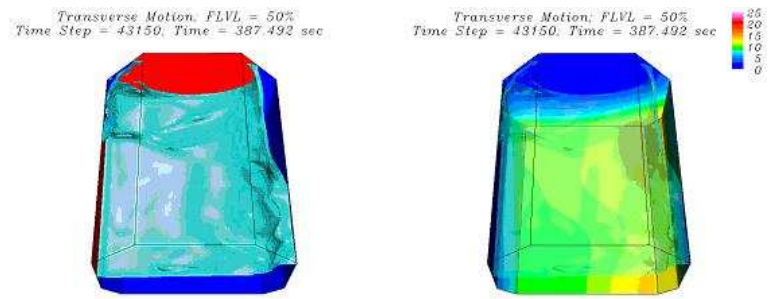 Transverse Motion; FLVL = 50%
Time Step = 43150, Time = 387.492 sec
Transverse Motion; FLVL = 50%
Time Step = 43150, Time = 387.492 sec
25
20
15
10
5
0